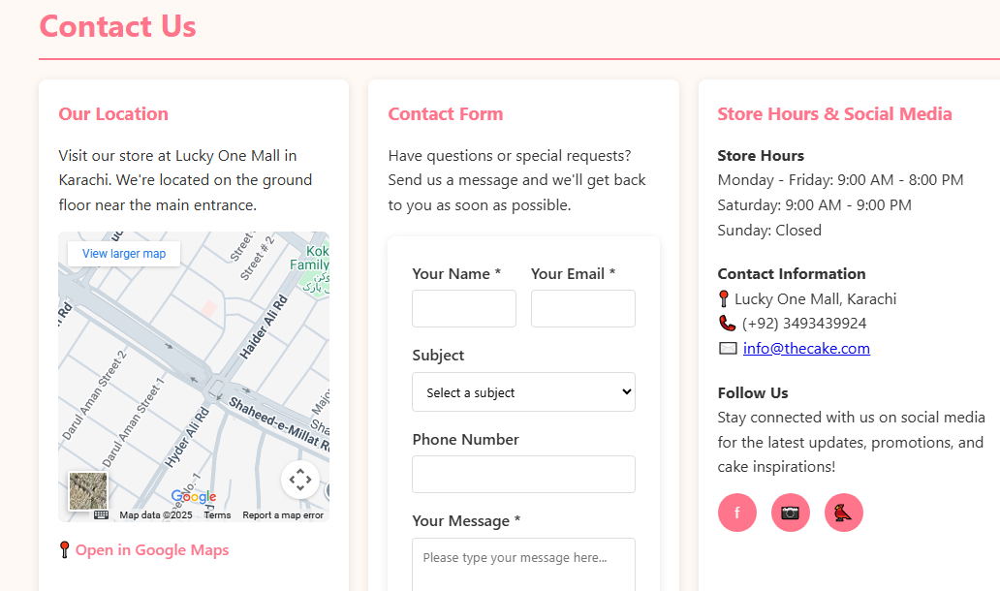 Contact Us
Our Location
Visit our store at Lucky One Mall in
Karachi. We're located on the ground
floor near the main entrance.
View larger map
Street # 2
Kok
Family
Haider Ali Rd
Darul Aman Street 2
Darul Aman Street 1
Hyder Ali Rd
Shaheed-e-Millat R
Google
Map data ©2025 Terms Report a map error
Open in Google Maps
Contact Form
Have questions or special requests?
Send us a message and we'll get back
to you as soon as possible.
Your Name * Your Email *
Subject
Select a subject
Phone Number
Your Message *
Please type your message here...
Store Hours & Social Media
Store Hours
Monday - Friday: 9:00 AM - 8:00 PM
Saturday: 9:00 AM - 9:00 PM
Sunday: Closed
Contact Information
Lucky One Mall, Karachi
(+92) 3493439924
info@thecake.com
Follow Us
Stay connected with us on social media
for the latest updates, promotions, and
cake inspirations!
f